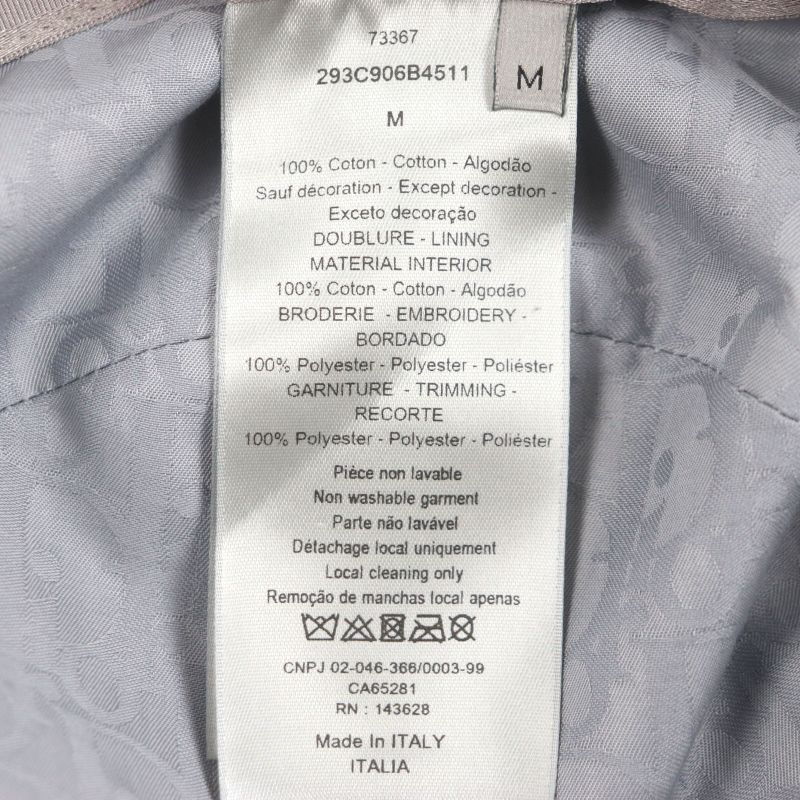 73367
293C906B4511
M
M
100% Coton - Cotton - Algodão
Sauf décoration - Except decoration -
Exceto decoração
DOUBLURE - LINING
MATERIAL INTERIOR
100% Coton - Cotton - Algodão
BRODERIE - EMBROIDERY -
BORDADO
100% Polyester - Polyester - Poliéster
GARNITURE - TRIMMING -
RECORTE
100% Polyester - Polyester - Poliéster
Pièce non lavable
Non washable garment
Parte não lavável
Détachage local uniquement
Local cleaning only
Remoção de manchas local apenas
CNPJ 02-046-366/0003-99
CA65281
RN : 143628
Made In ITALY
ITALIA